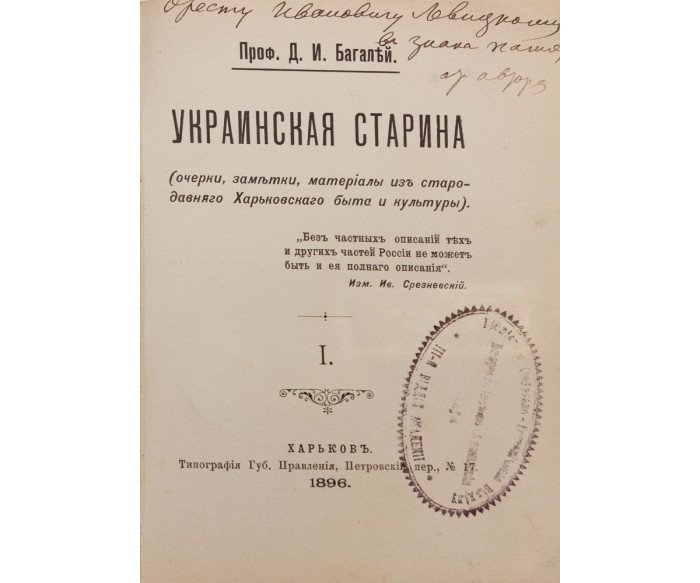 Оресту Ивановичу Левицкому
въ знакъ
отъ автора
Проф. Д. И. Багалѣй.
УКРАИНСКАЯ СТАРИНА
(очерки, замѣтки, матеріалы изъ старо-
давняго Харьковскаго быта и культуры).
„Безъ частныхъ описаній тѣхъ
и другихъ частей Россіи не можетъ
быть и ея полнаго описанія“.
Изм. Ив. Срезневскій.
I.
ХАРЬКОВЪ.
Типографія Губ. Правленія, Петровскій пер., № 17.
1896.